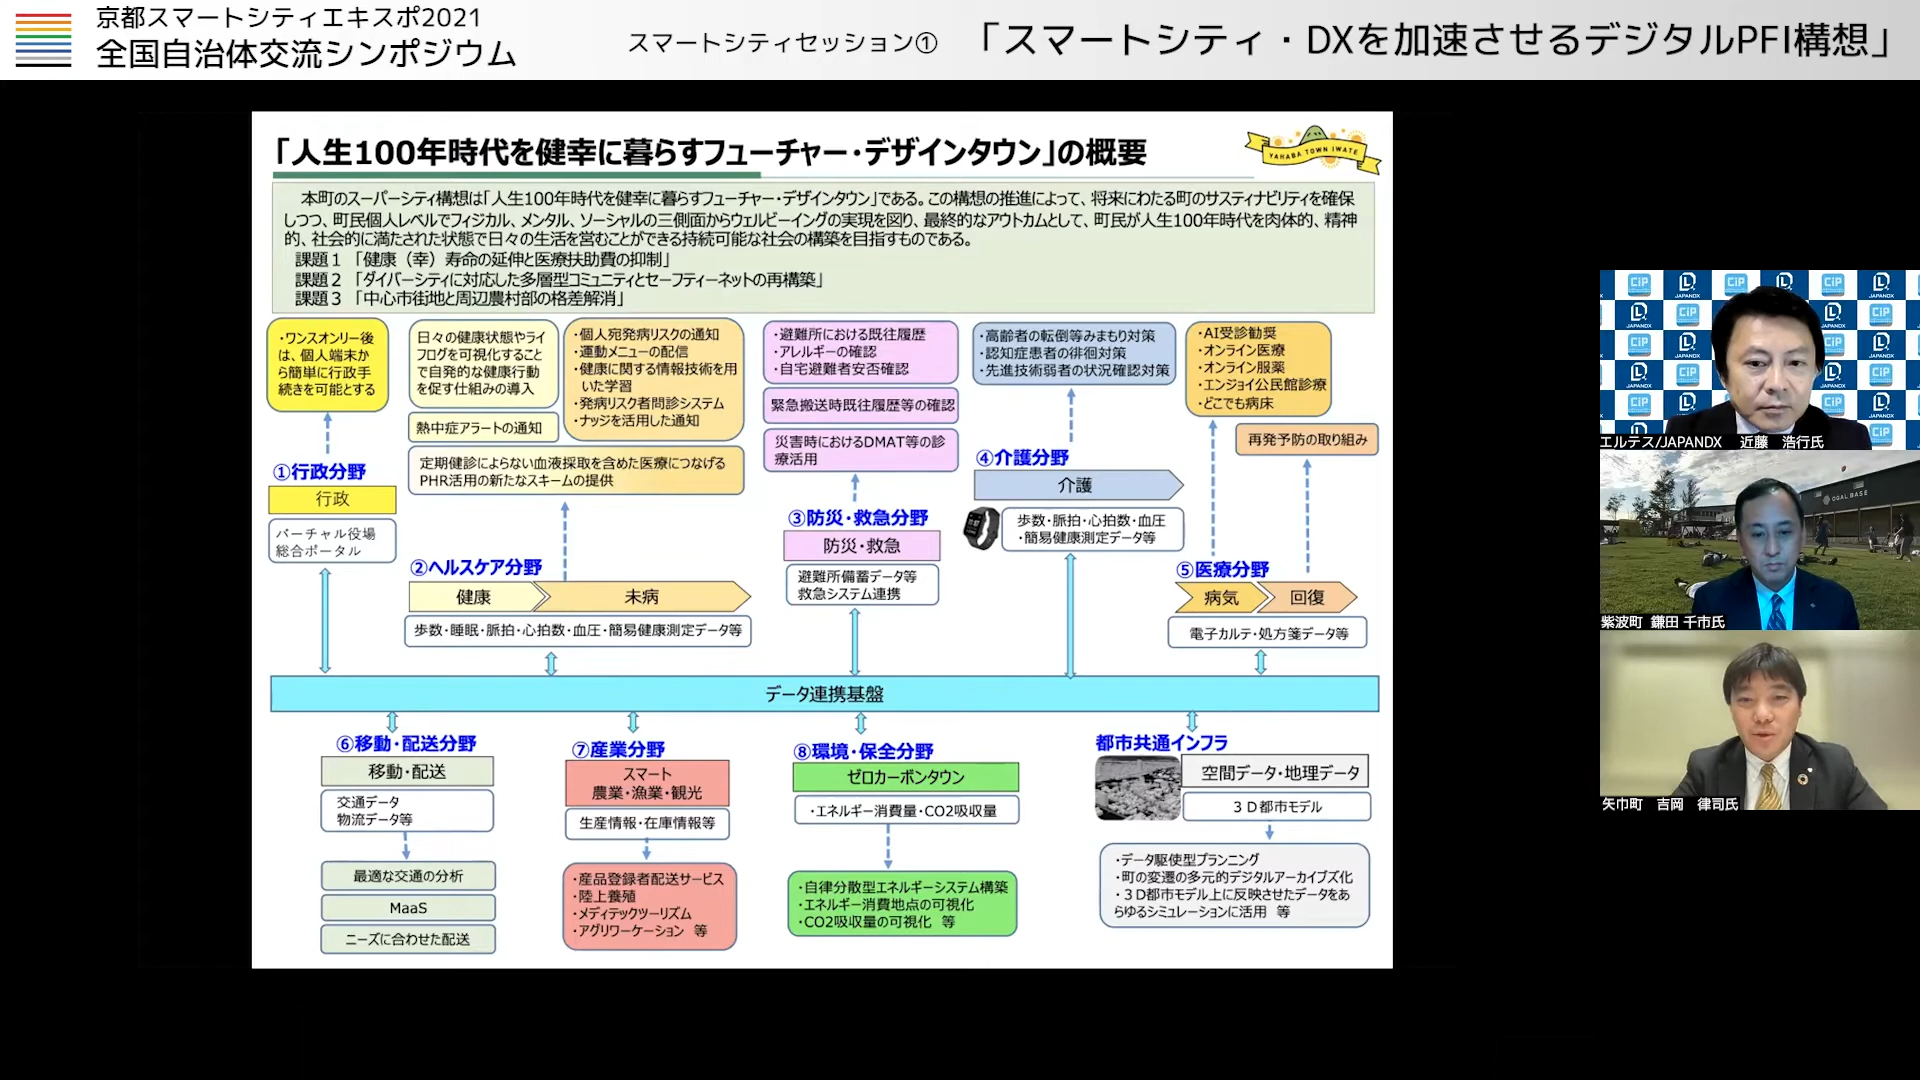 京都スマートシティエキスポ2021
全国自治体交流シンポジウム
スマートシティセッション① 「スマートシティ・DXを加速させるデジタルPFI構想」
「人生100年時代を健幸に暮らすフューチャー・デザインタウン」の概要
YAHABA TOWN IWATE
本町のスーパーシティ構想は「人生100年時代を健幸に暮らすフューチャー・デザインタウン」である。この構想の推進によって、将来にわたる町のサスティナビリティを確保
しつつ、町民個人レベルでフィジカル、メンタル、ソーシャルの三側面からウェルビーイングの実現を図り、最終的なアウトカムとして、町民が人生100年時代を肉体的、精神
的、社会的に満たされた状態で日々の生活を営むことができる持続可能な社会の構築を目指すものである。
課題1 「健康（幸）寿命の延伸と医療扶助費の抑制」
課題2 「ダイバーシティに対応した多層型コミュニティとセーフティーネットの再構築」
課題3 「中心市街地と周辺農村部の格差解消」
・ワンスオンリー後
は、個人端末か
ら簡単に行政手
続きを可能とする
①行政分野
行政
バーチャル役場
総合ポータル
日々の健康状態やライ
フログを可視化すること
で自発的な健康行動
を促す仕組みの導入
熱中症アラートの通知
・個人宛発病リスクの通知
・運動メニューの配信
・健康に関する情報技術を用
いた学習
・発病リスク者問診システム
・ナッジを活用した通知
定期健診によらない血液採取を含めた医療につなげる
PHR活用の新たなスキームの提供
②ヘルスケア分野
健康
未病
歩数・睡眠・脈拍・心拍数・血圧・簡易健康測定データ等
・避難所における既往履歴
・アレルギーの確認
・自宅避難者安否確認
緊急搬送時既往履歴等の確認
災害時におけるDMAT等の診
療活用
③防災・救急分野
防災・救急
避難所備蓄データ等
救急システム連携
・高齢者の転倒等みまもり対策
・認知症患者の徘徊対策
・先進技術弱者の状況確認対策
④介護分野
介護
歩数・脈拍・心拍数・血圧
・簡易健康測定データ等
・AI受診勧奨
・オンライン医療
・オンライン服薬
・エンジョイ公民館診療
・どこでも病床
再発予防の取り組み
⑤医療分野
病気
回復
電子カルテ・処方箋データ等
データ連携基盤
⑥移動・配送分野
移動・配送
交通データ
物流データ等
最適な交通の分析
MaaS
ニーズに合わせた配送
⑦産業分野
スマート
農業・漁業・観光
生産情報・在庫情報等
・産品登録者配送サービス
・陸上養殖
・メディテックツーリズム
・アグリワーケーション 等
⑧環境・保全分野
ゼロカーボンタウン
・エネルギー消費量・CO2吸収量
・自律分散型エネルギーシステム構築
・エネルギー消費地点の可視化
・CO2吸収量の可視化 等
都市共通インフラ
空間データ・地理データ
３Ｄ都市モデル
・データ駆使型プランニング
・町の変遷の多元的デジタルアーカイブズ化
・３Ｄ都市モデル上に反映させたデータをあ
らゆるシミュレーションに活用 等
CiP
JAPANDX
エルテス/JAPANDX 近藤 浩行氏
OGAL BASE
紫波町 鎌田 千市氏
矢巾町 吉岡 律司氏